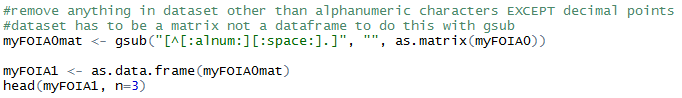 #remove anything in dataset other than alphanumeric characters EXCEPT decimal points
#dataset has to be a matrix not a dataframe to do this with gsub
myFOIA0mat <- gsub("[^[:alnum:][:space:].]", "", as.matrix(myFOIA0))
myFOIA1 <- as.data.frame(myFOIA0mat)
head(myFOIA1, n=3)